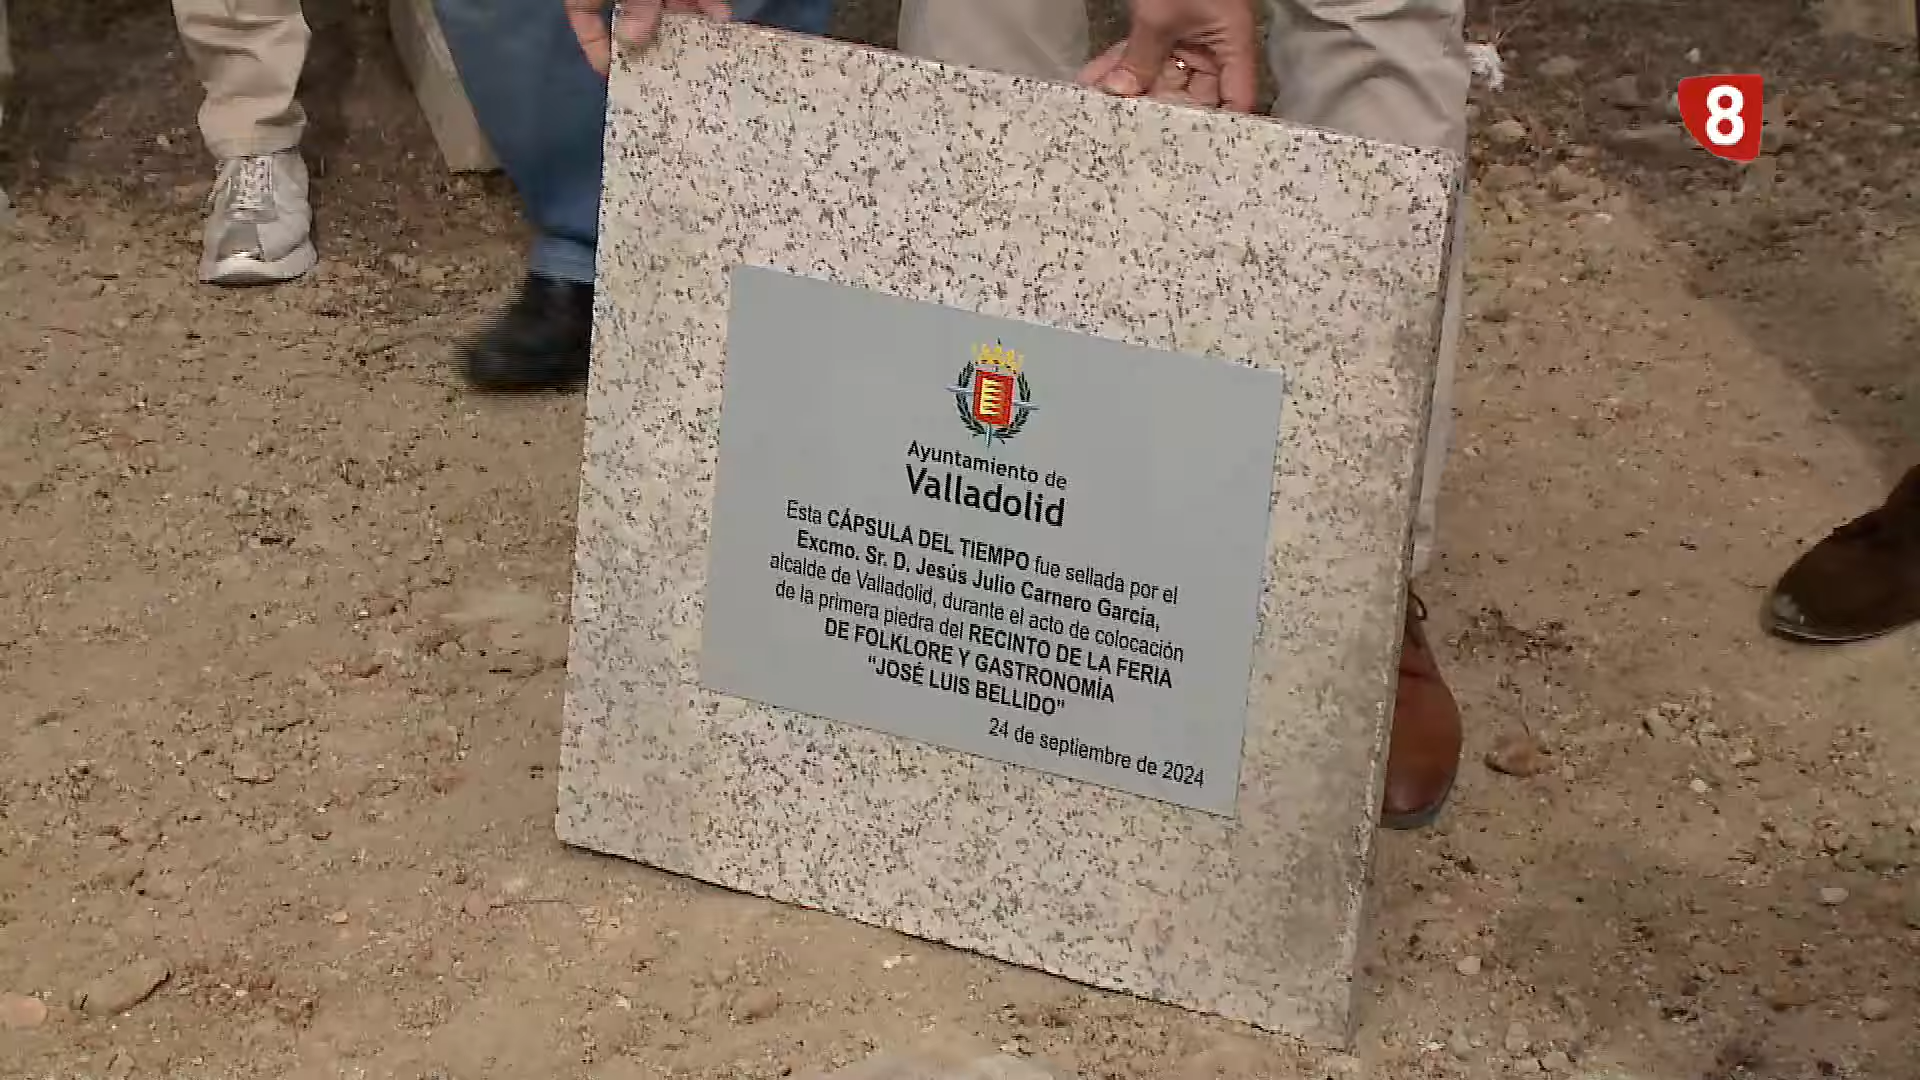 8
Ayuntamiento de
Valladolid
Esta CÁPSULA DEL TIEMPO fue sellada por el
Excmo. Sr. D. Jesús Julio Carnero García,
alcalde de Valladolid, durante el acto de colocación
de la primera piedra del RECINTO DE LA FERIA
DE FOLKLORE Y GASTRONOMÍA
"JOSÉ LUIS BELLIDO"
24 de septiembre de 2024